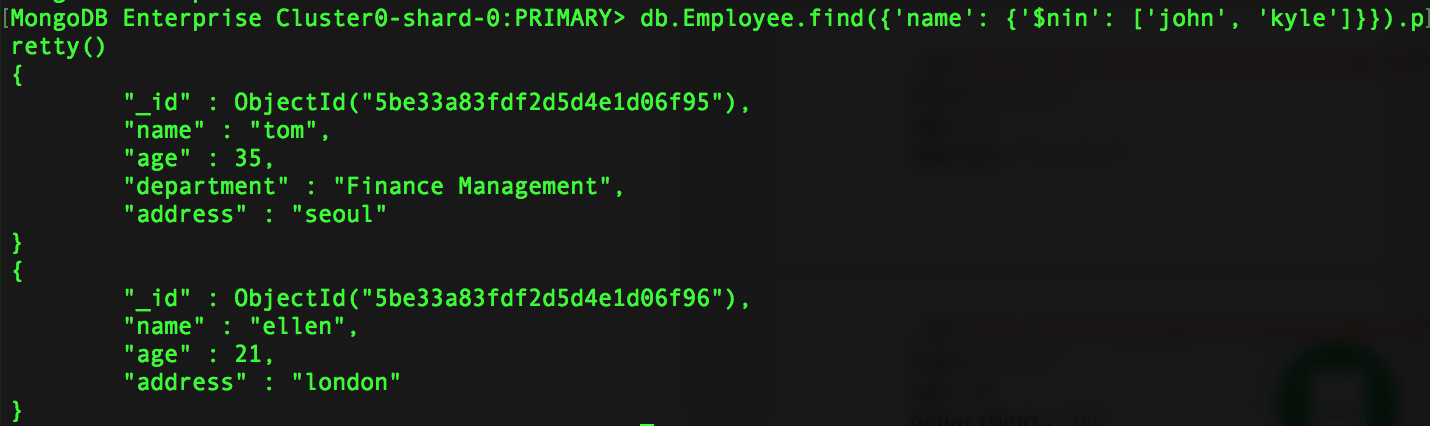 [MongoDB Enterprise Cluster0-shard-0:PRIMARY> db.Employee.find({'name': {'$nin': ['john', 'kyle']}}).p]
retty()
{
"_id" : ObjectId("5be33a83fdf2d5d4e1d06f95"),
"name" : "tom",
"age" : 35,
"department" : "Finance Management",
"address" : "seoul"
}
{
"_id" : ObjectId("5be33a83fdf2d5d4e1d06f96"),
"name" : "ellen",
"age" : 21,
"address" : "london"
}